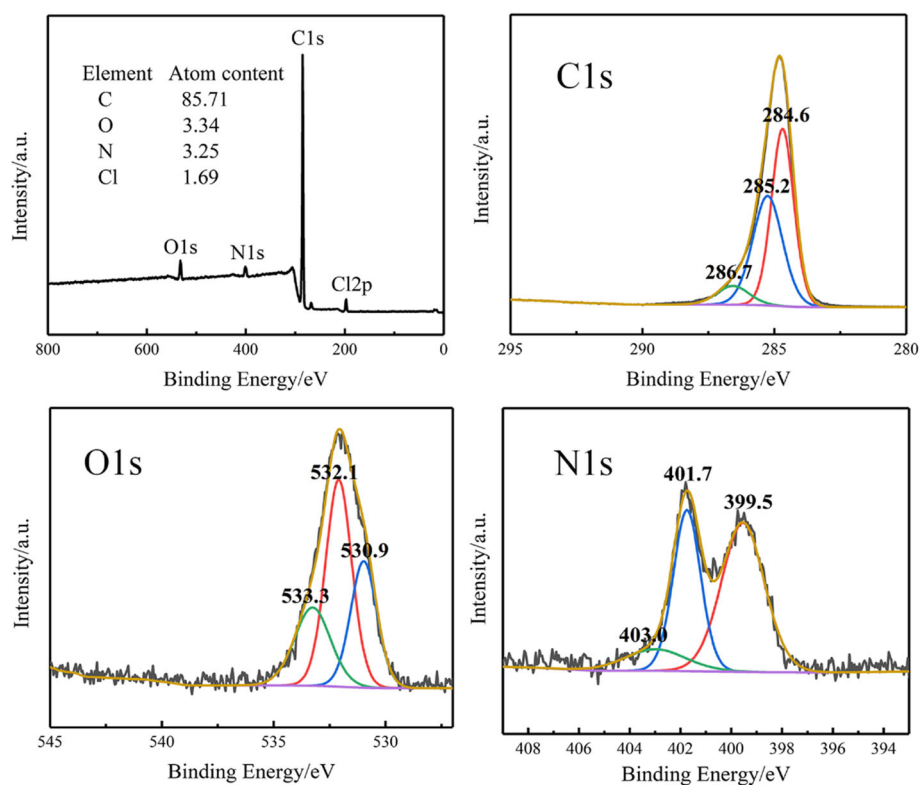 C1s
Element Atom content
C 85.71
O 3.34
N 3.25
Cl 1.69
O1s
N1s
Cl2p
Intensity/a.u.
800 600 400 200 0
Binding Energy/eV
C1s
284.6
285.2
286.7
Intensity/a.u.
295 290 285 280
Binding Energy/eV
O1s
532.1
530.9
533.3
Intensity/a.u.
545 540 535 530
Binding Energy/eV
N1s
401.7
399.5
403.0
Intensity/a.u.
408 406 404 402 400 398 396 394
Binding Energy/eV